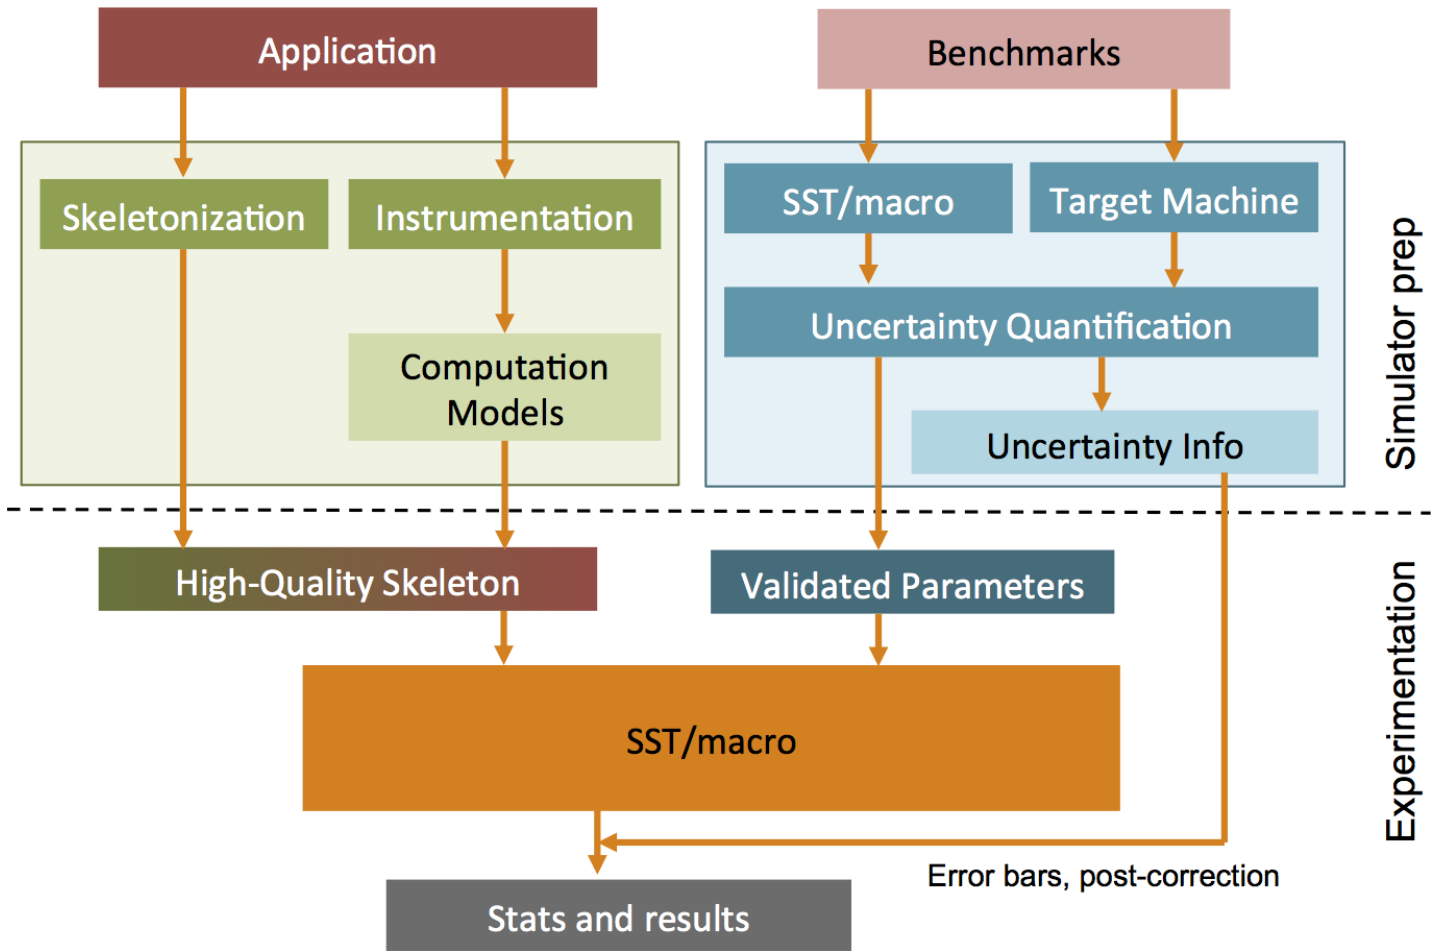 Application
Benchmarks
Skeletonization
Instrumentation
SST/macro
Target Machine
Uncertainty Quantification
Computation
Models
Uncertainty Info
Simulator prep
High-Quality Skeleton
Validated Parameters
SST/macro
Experimentation
Error bars, post-correction
Stats and results